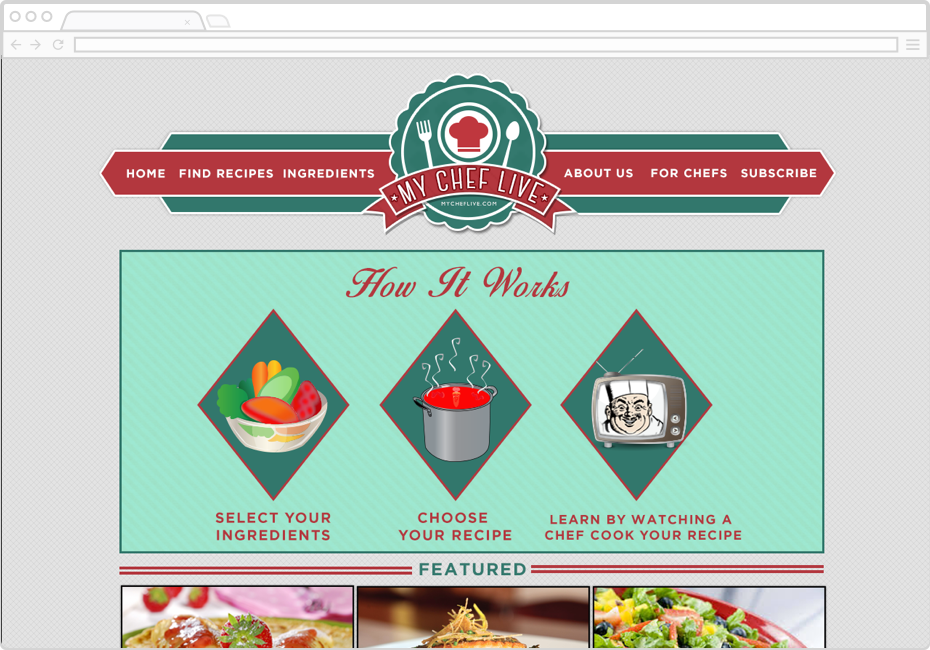 HOME FIND RECIPES INGREDIENTS
MY CHEF LIVE
MYCHEFLIVE.COM
ABOUT US FOR CHEFS SUBSCRIBE
How It Works
SELECT YOUR
INGREDIENTS
CHOOSE
YOUR RECIPE
LEARN BY WATCHING A
CHEF COOK YOUR RECIPE
FEATURED